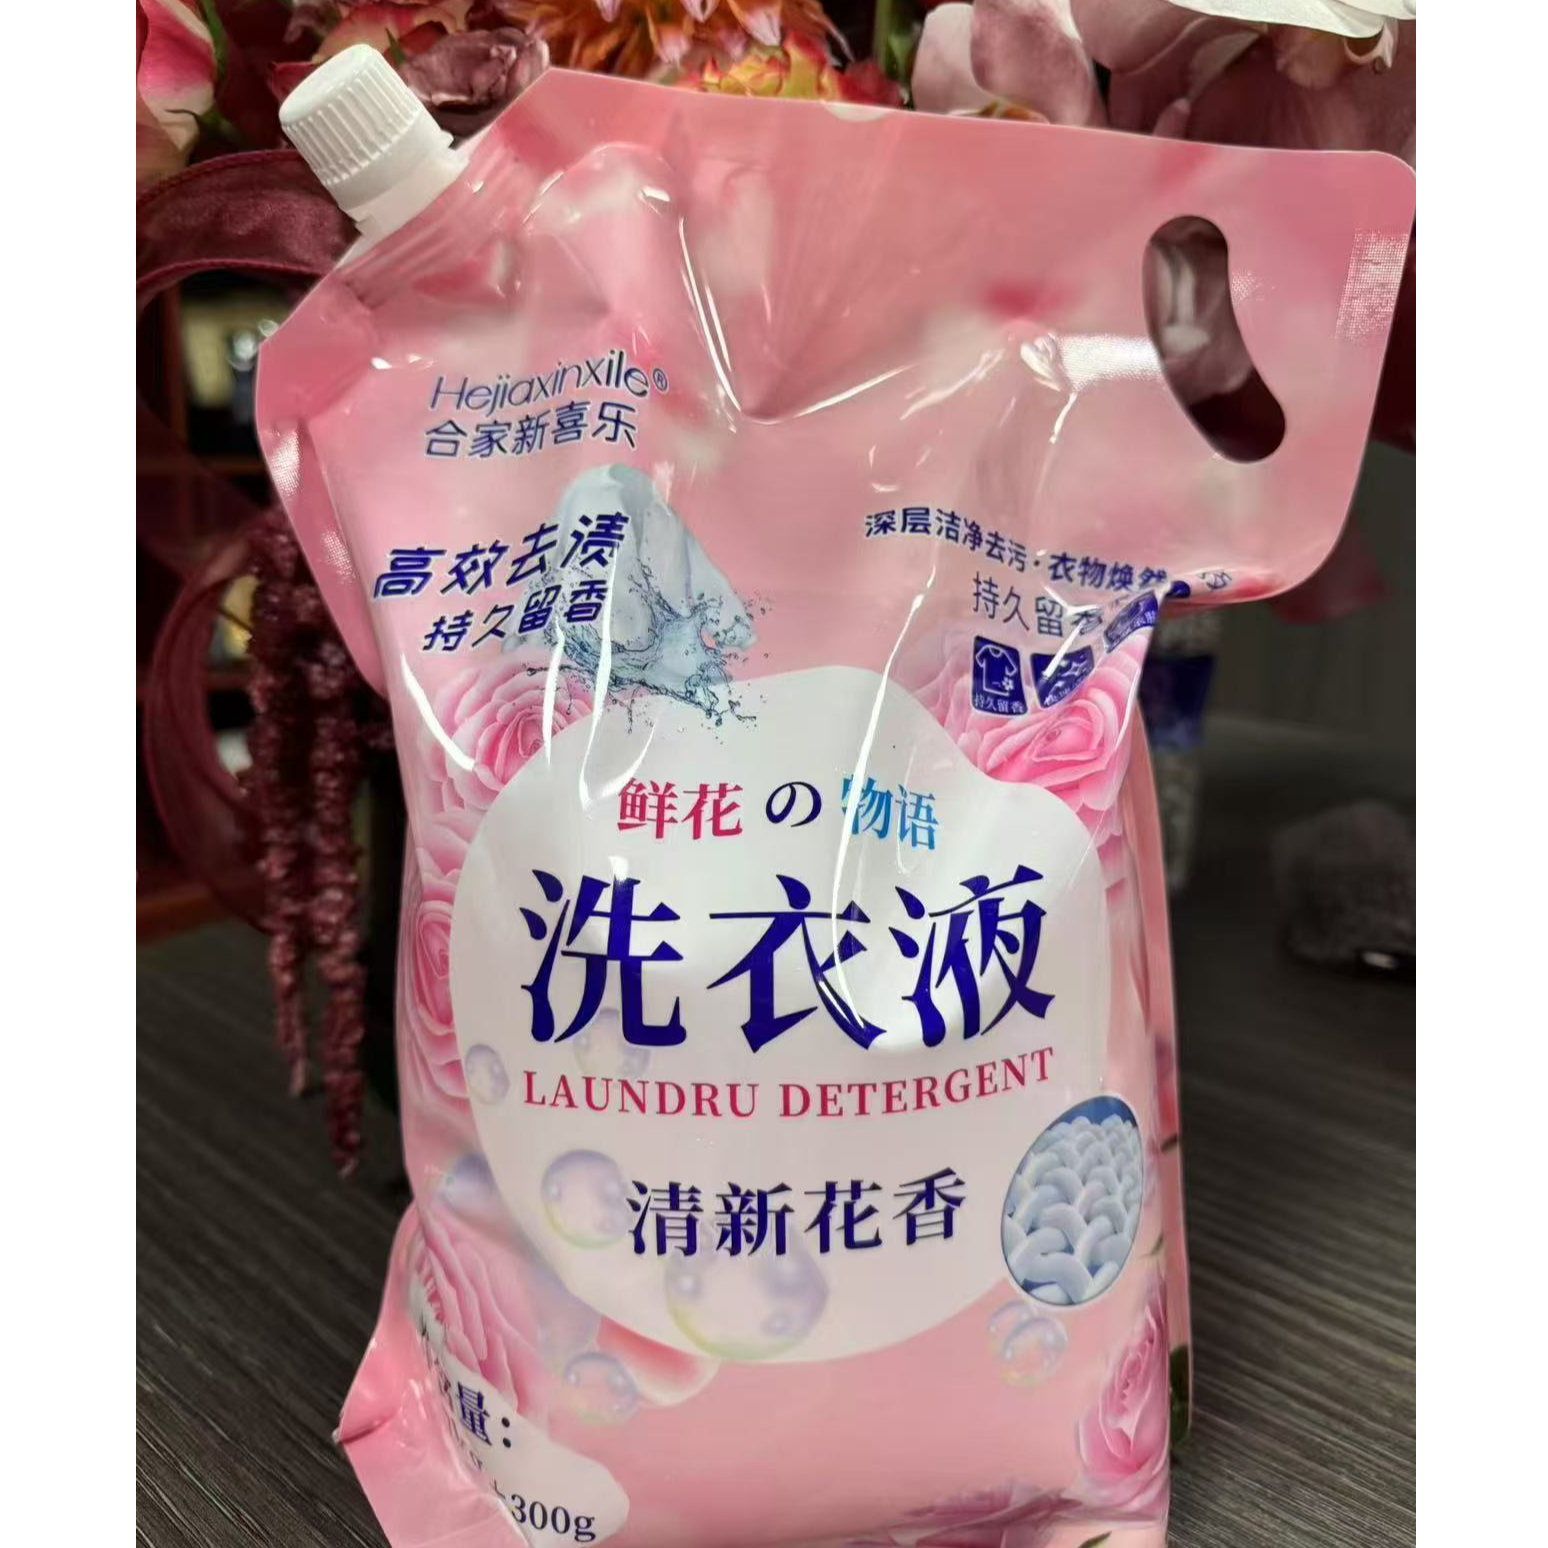 Hejiaxinxile®
合家新喜乐
高效去渍
持久留香
深层洁净去污·衣物焕然
持久留香
持久留香
鲜花の物语
洗衣液
LAUNDRU DETERGENT
清新花香
量:
+300g